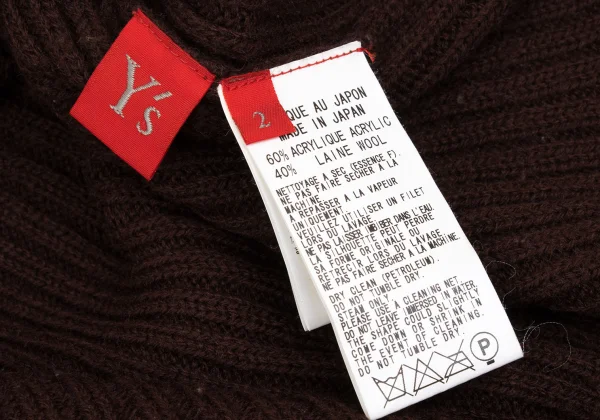 Y's
2
QUE AU JAPON
MADE IN JAPAN
60% ACRYLIQUE ACRYLIC
40% LAINE WOOL
NETTOYAGE A SEC (ESSENCE F).
NE PAS FAIRE SECHER A LA
MACHINE.
A REPASSER A LA VAPEUR
UNIQUEMENT.
VEUILLEZ UTILISER UN FILET
LORS DU LAVAGE.
NE PAS LAISSER IMBIBER DANS L'EAU.
LA SILHOUETTE PEUT PERDRE
SA FORME ORIGINALE OU
RETRECIR LORS DU LAVAGE.
NE PAS FAIRE SECHER A LA MACHINE.
DRY CLEAN (PETROLEUM).
DO NOT TUMBLE DRY.
STEAM ONLY.
PLEASE USE A CLEANING NET.
DO NOT LEAVE IMMERSED IN WATER.
THE SHAPE COULD SLIGHTLY
COME DOWN OR SHRINK IN
THE EVENT OF CLEANING.
DO NOT TUMBLE DRY.
P